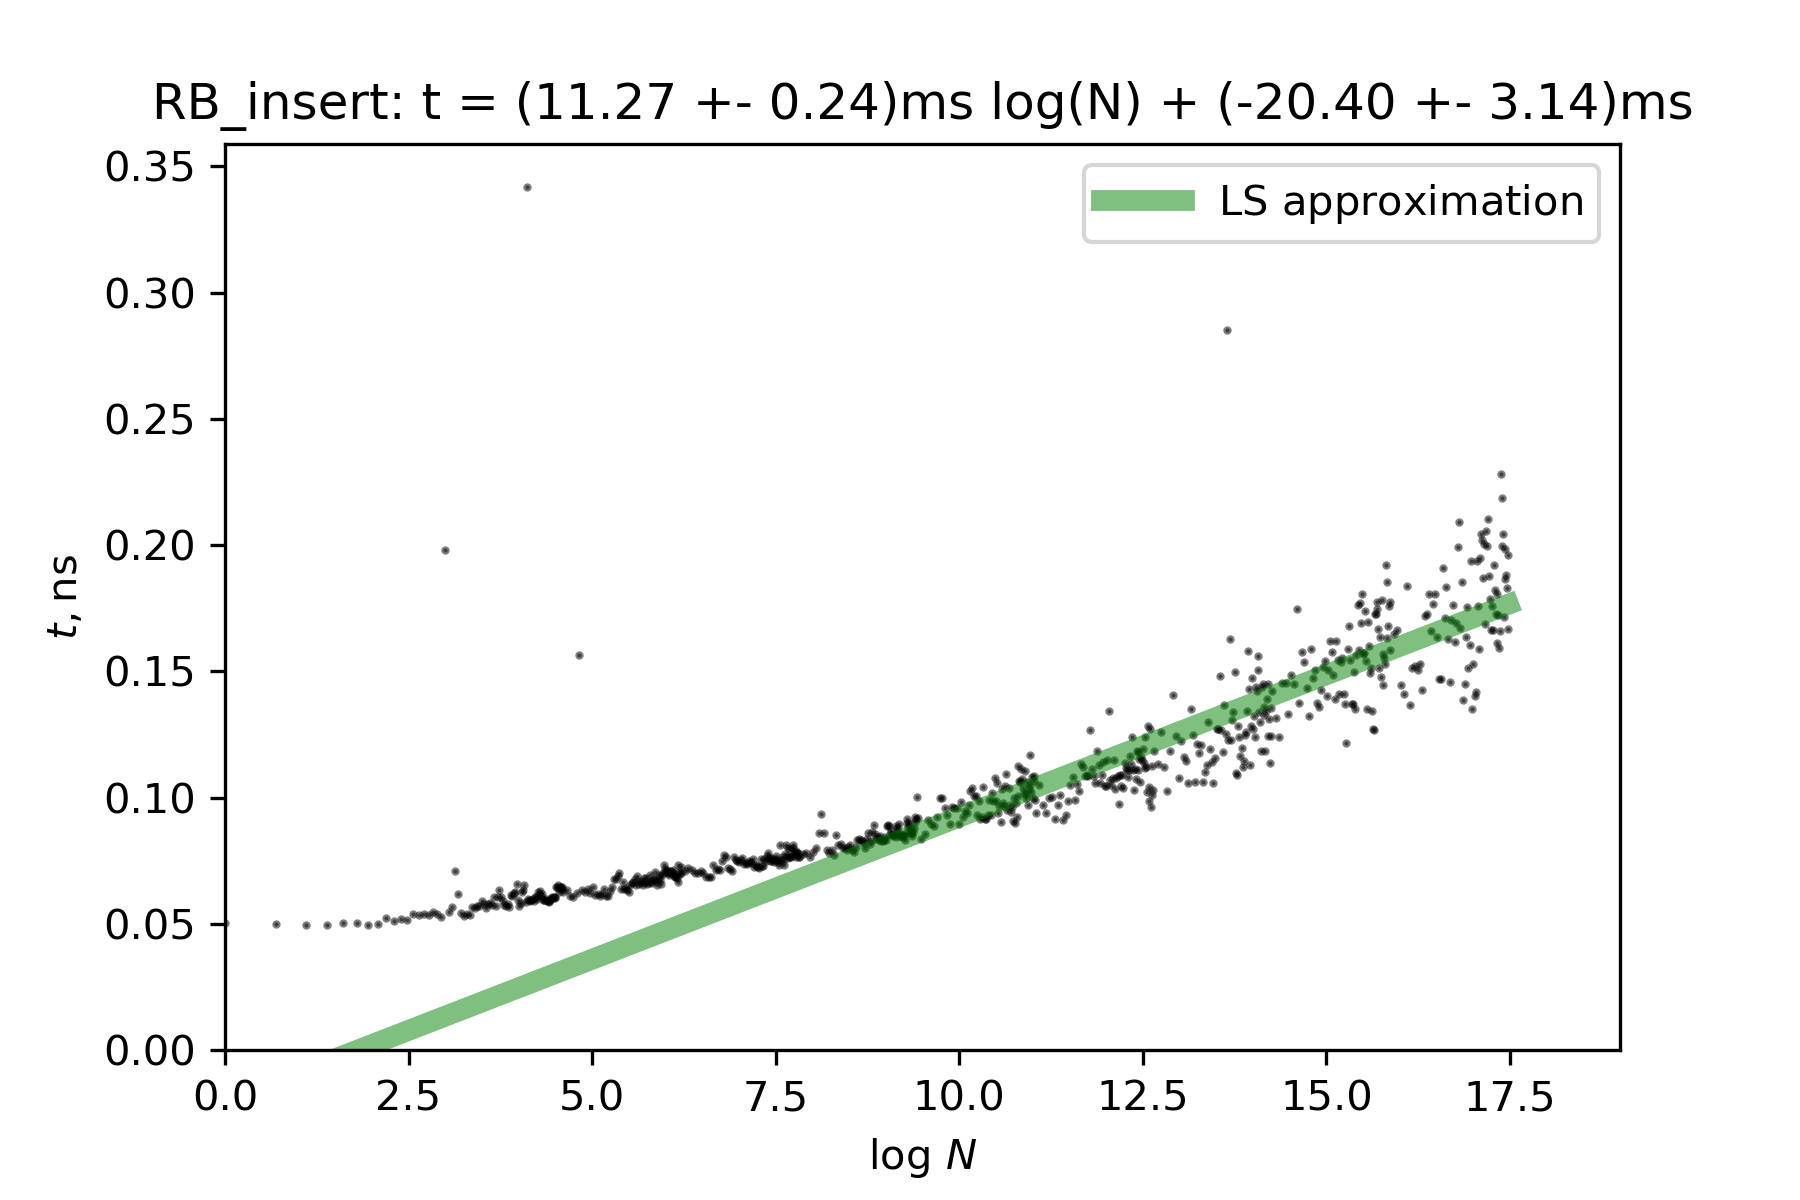 RB_insert: t = (11.27 +- 0.24)ms log(N) + (-20.40 +- 3.14)ms
LS approximation
0.35
0.30
0.25
0.20
0.15
0.10
0.05
0.00
t, ns
0.0 2.5 5.0 7.5 10.0 12.5 15.0 17.5
log N